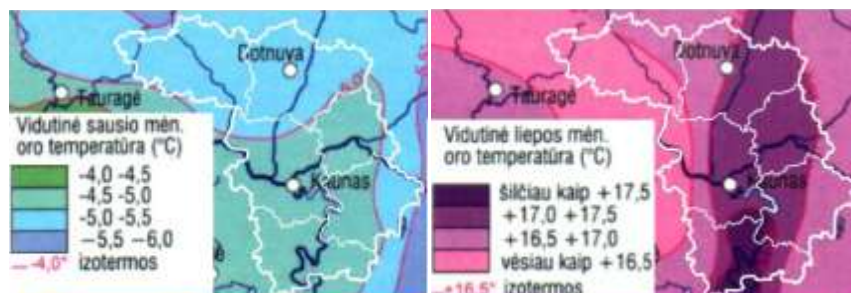 Dotnuva
Tauragė
Kaunas
Vidutinė sausio mėn.
oro temperatūra (°C)
-4,0 -4,5
-4,5 -5,0
-5,0 -5,5
−5,5 −6,0
−4,0° izotermos
Dotnuva
Tauragė
Kaunas
Vidutinė liepos mėn.
oro temperatūra (°C)
šilčiau kaip +17,5
+17,0 +17,5
+16,5 +17,0
vėsiau kaip +16,5
+16,5° izotermos